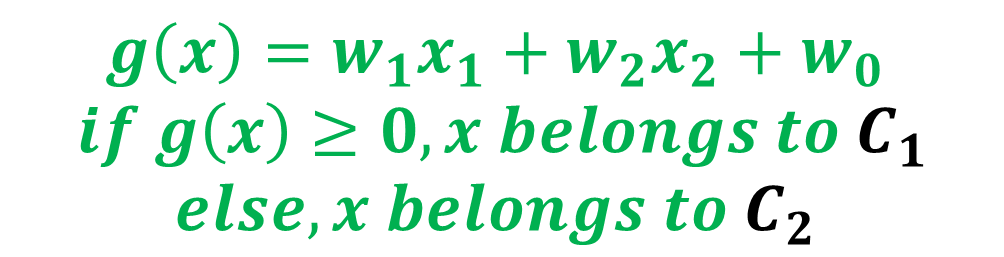 g(x) = w₁x₁ + w₂x₂ + w₀
if g(x) ≥ 0, x belongs to C₁
else, x belongs to C₂